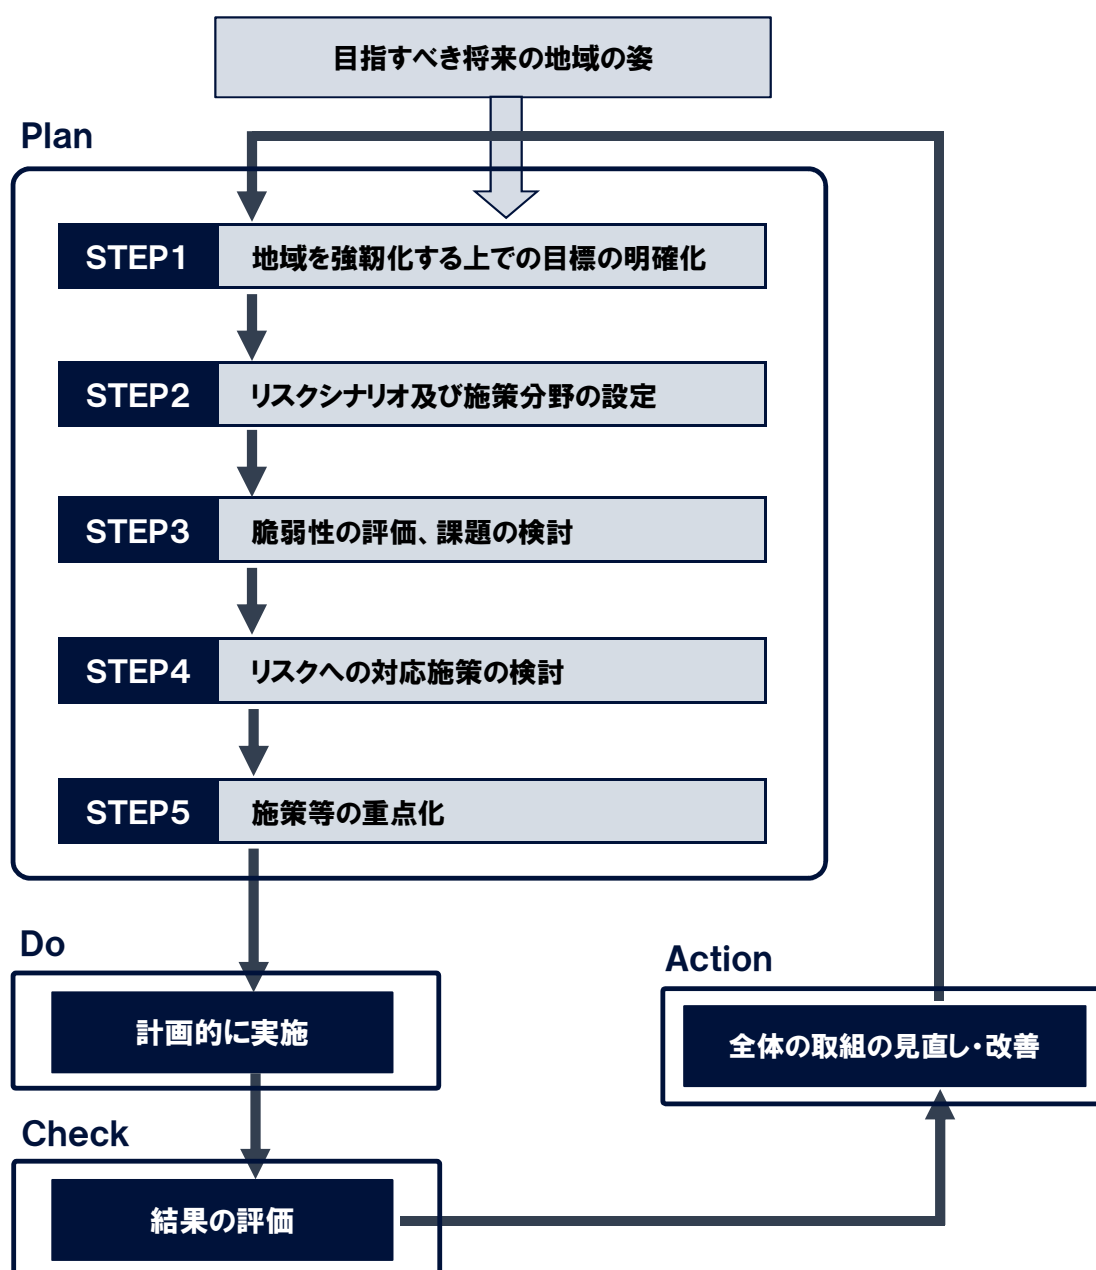 目指すべき将来の地域の姿
Plan
STEP1 地域を強靱化する上での目標の明確化
STEP2 リスクシナリオ及び施策分野の設定
STEP3 脆弱性の評価、課題の検討
STEP4 リスクへの対応施策の検討
STEP5 施策等の重点化
Do
計画的に実施
Action
全体の取組の見直し・改善
Check
結果の評価